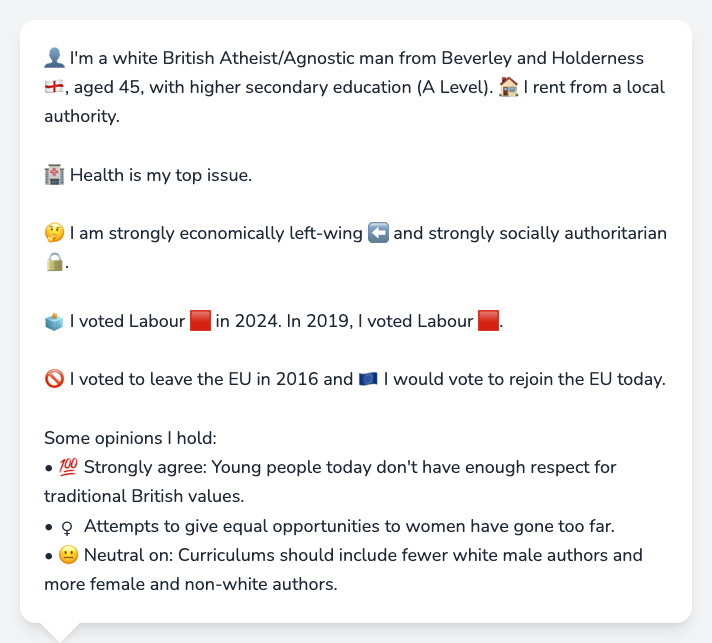 👤 I'm a white British Atheist/Agnostic man from Beverley and Holderness
🏴󠁧󠁢󠁥󠁮󠁧󠁿, aged 45, with higher secondary education (A Level). 🏠 I rent from a local
authority.
🏥 Health is my top issue.
🤔 I am strongly economically left-wing ⬅️ and strongly socially authoritarian
🔒.
🗳️ I voted Labour 🟥 in 2024. In 2019, I voted Labour 🟥.
🚫 I voted to leave the EU in 2016 and 🇪🇺 I would vote to rejoin the EU today.
Some opinions I hold:
• 💯 Strongly agree: Young people today don't have enough respect for
traditional British values.
• ♀ Attempts to give equal opportunities to women have gone too far.
• 😐 Neutral on: Curriculums should include fewer white male authors and
more female and non-white authors.